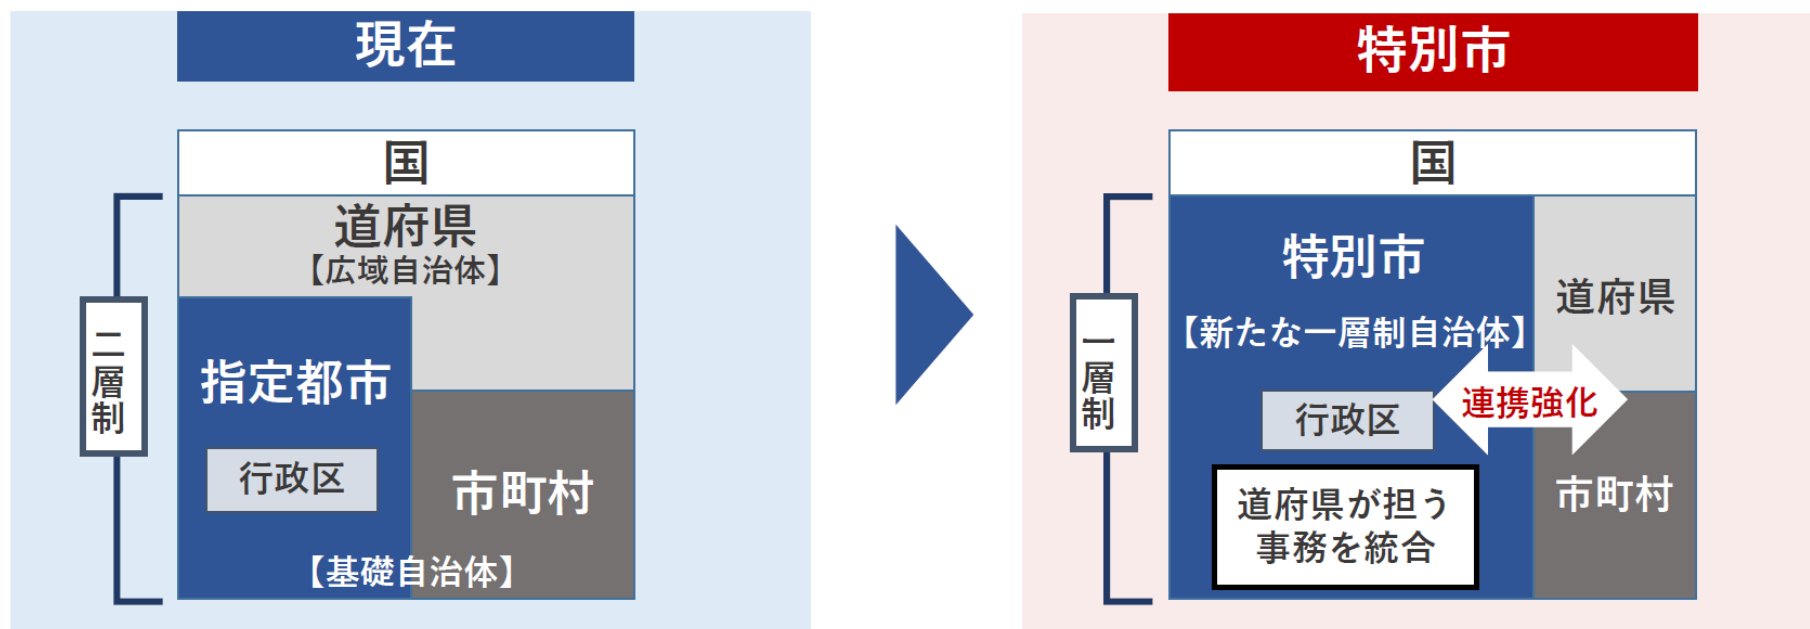 現在
国
道府県
【広域自治体】
二層制
指定都市
行政区
市町村
【基礎自治体】
特別市
国
特別市
【新たな一層制自治体】
道府県
一層制
連携強化
行政区
市町村
道府県が担う
事務を統合